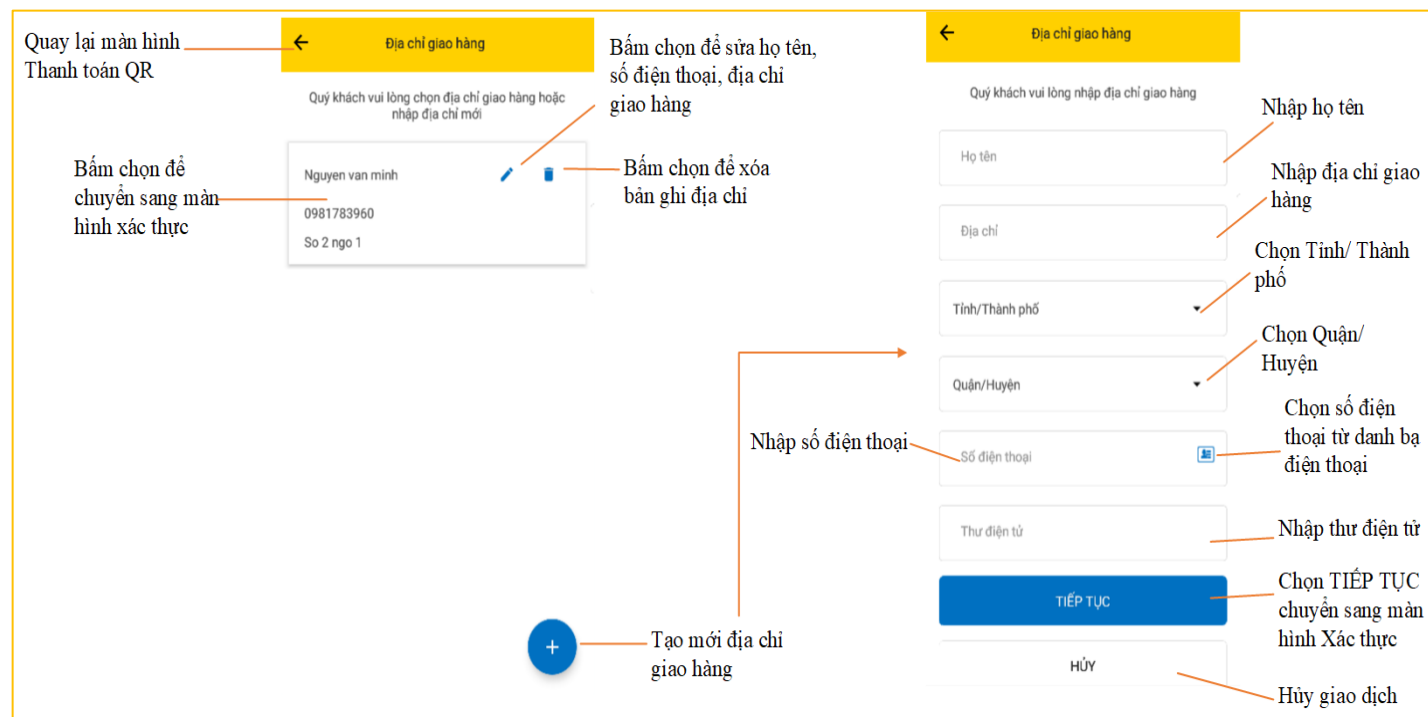 Quay lại màn hình
Thanh toán QR
Địa chỉ giao hàng
Quý khách vui lòng chọn địa chỉ giao hàng hoặc
nhập địa chỉ mới
Bấm chọn để sửa họ tên,
số điện thoại, địa chỉ
giao hàng
Bấm chọn để
chuyển sang màn
hình xác thực
Nguyen van minh
0981783960
So 2 ngo 1
Bấm chọn để xóa
bản ghi địa chỉ
+
Tạo mới địa chỉ
giao hàng
Địa chỉ giao hàng
Quý khách vui lòng nhập địa chỉ giao hàng
Họ tên
Nhập họ tên
Địa chỉ
Nhập địa chỉ giao
hàng
Tỉnh/Thành phố
Chọn Tỉnh/ Thành
phố
Quận/Huyện
Chọn Quận/
Huyện
Nhập số điện thoại
Số điện thoại
Chọn số điện
thoại từ danh bạ
điện thoại
Thư điện tử
Nhập thư điện tử
TIẾP TỤC
Chọn TIẾP TỤC
chuyển sang màn
hình Xác thực
HỦY
Hủy giao dịch